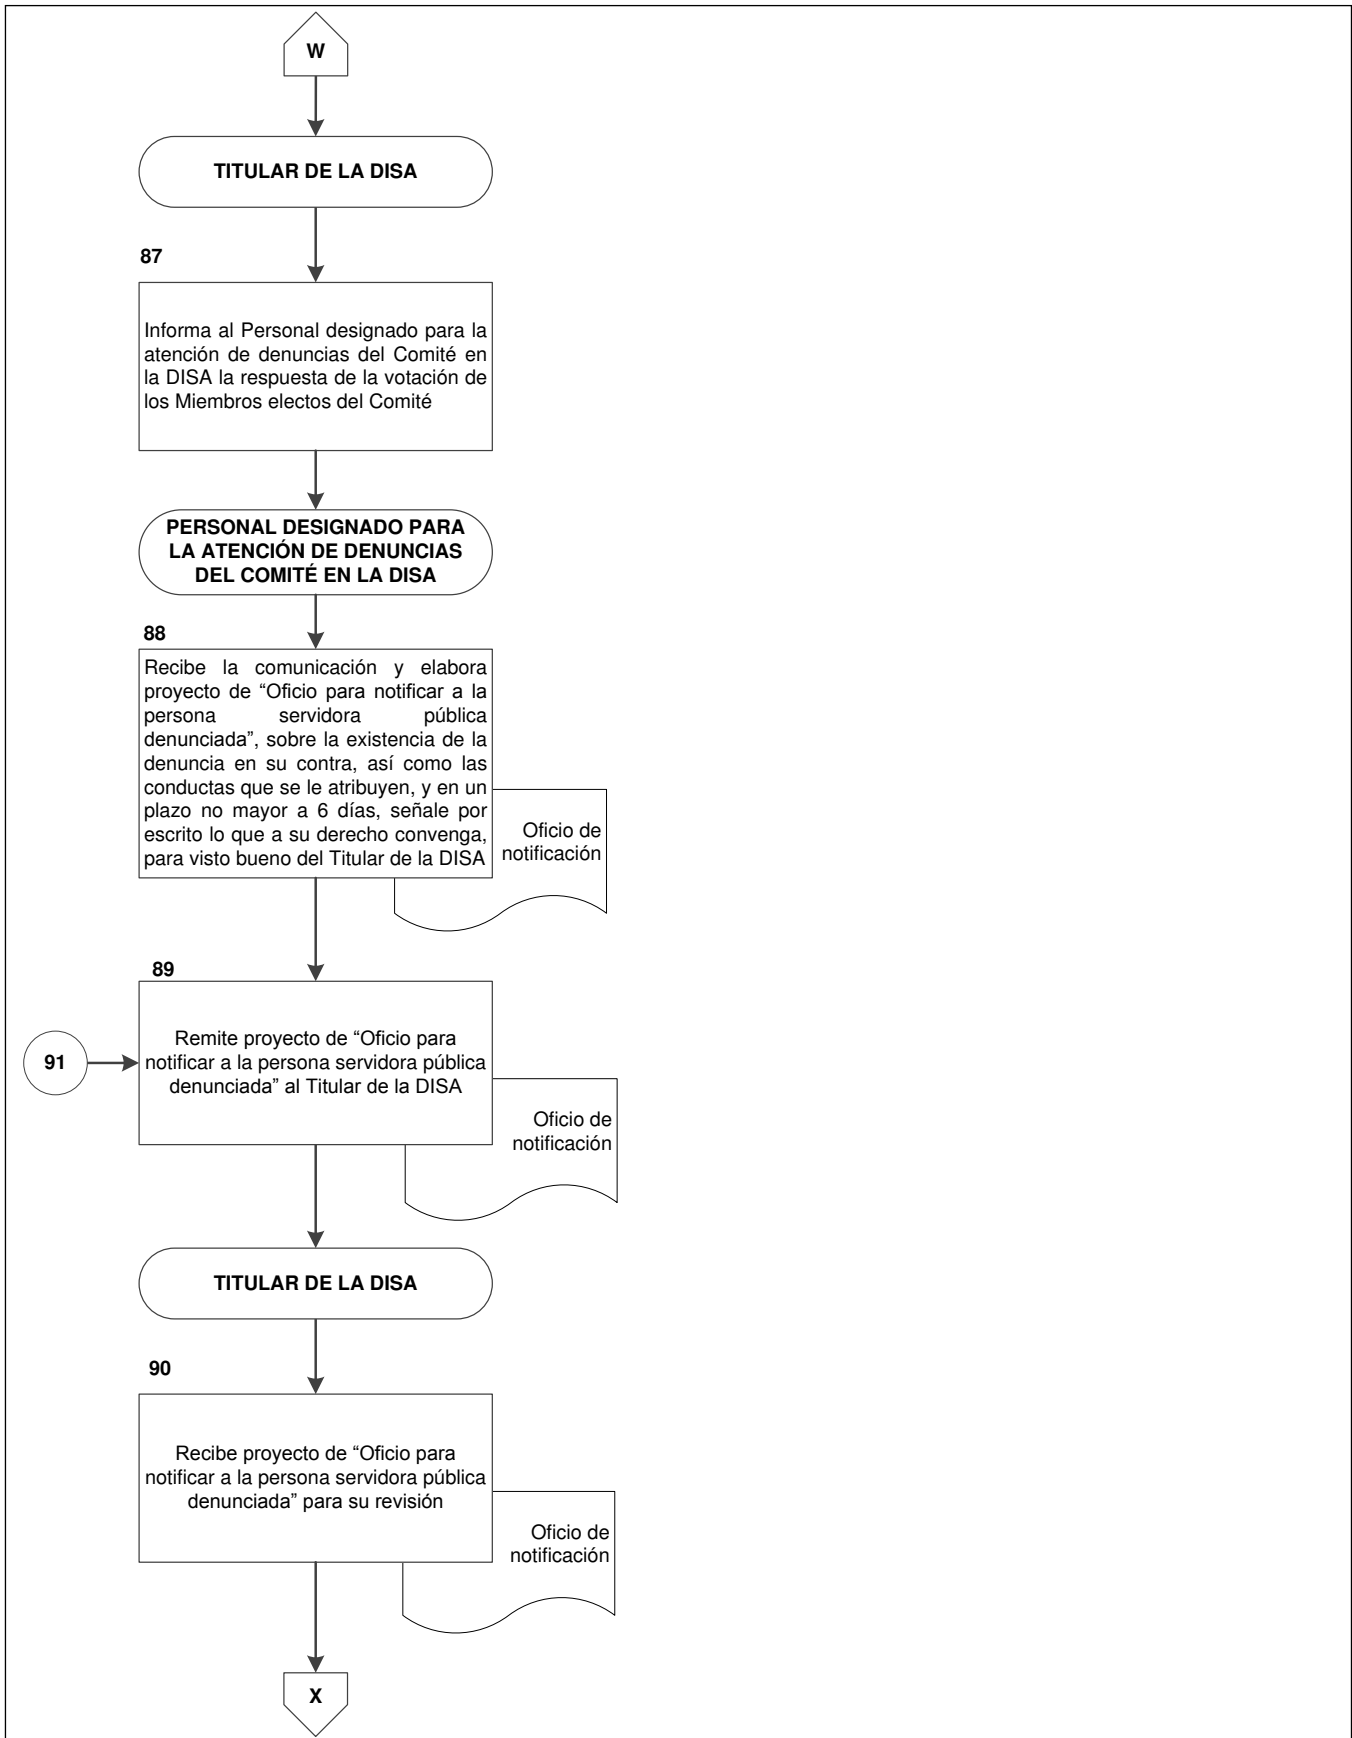 W
TITULAR DE LA DISA
87
Informa al Personal designado para la
atención de denuncias del Comité en
la DISA la respuesta de la votación de
los Miembros electos del Comité
PERSONAL DESIGNADO PARA
LA ATENCIÓN DE DENUNCIAS
DEL COMITÉ EN LA DISA
88
Recibe la comunicación y elabora
proyecto de “Oficio para notificar a la
persona servidora pública
denunciada”, sobre la existencia de la
denuncia en su contra, así como las
conductas que se le atribuyen, y en un
plazo no mayor a 6 días, señale por
escrito lo que a su derecho convenga,
para visto bueno del Titular de la DISA
Oficio de
notificación
89
91
Remite proyecto de “Oficio para
notificar a la persona servidora pública
denunciada” al Titular de la DISA
Oficio de
notificación
TITULAR DE LA DISA
90
Recibe proyecto de “Oficio para
notificar a la persona servidora pública
denunciada” para su revisión
Oficio de
notificación
X